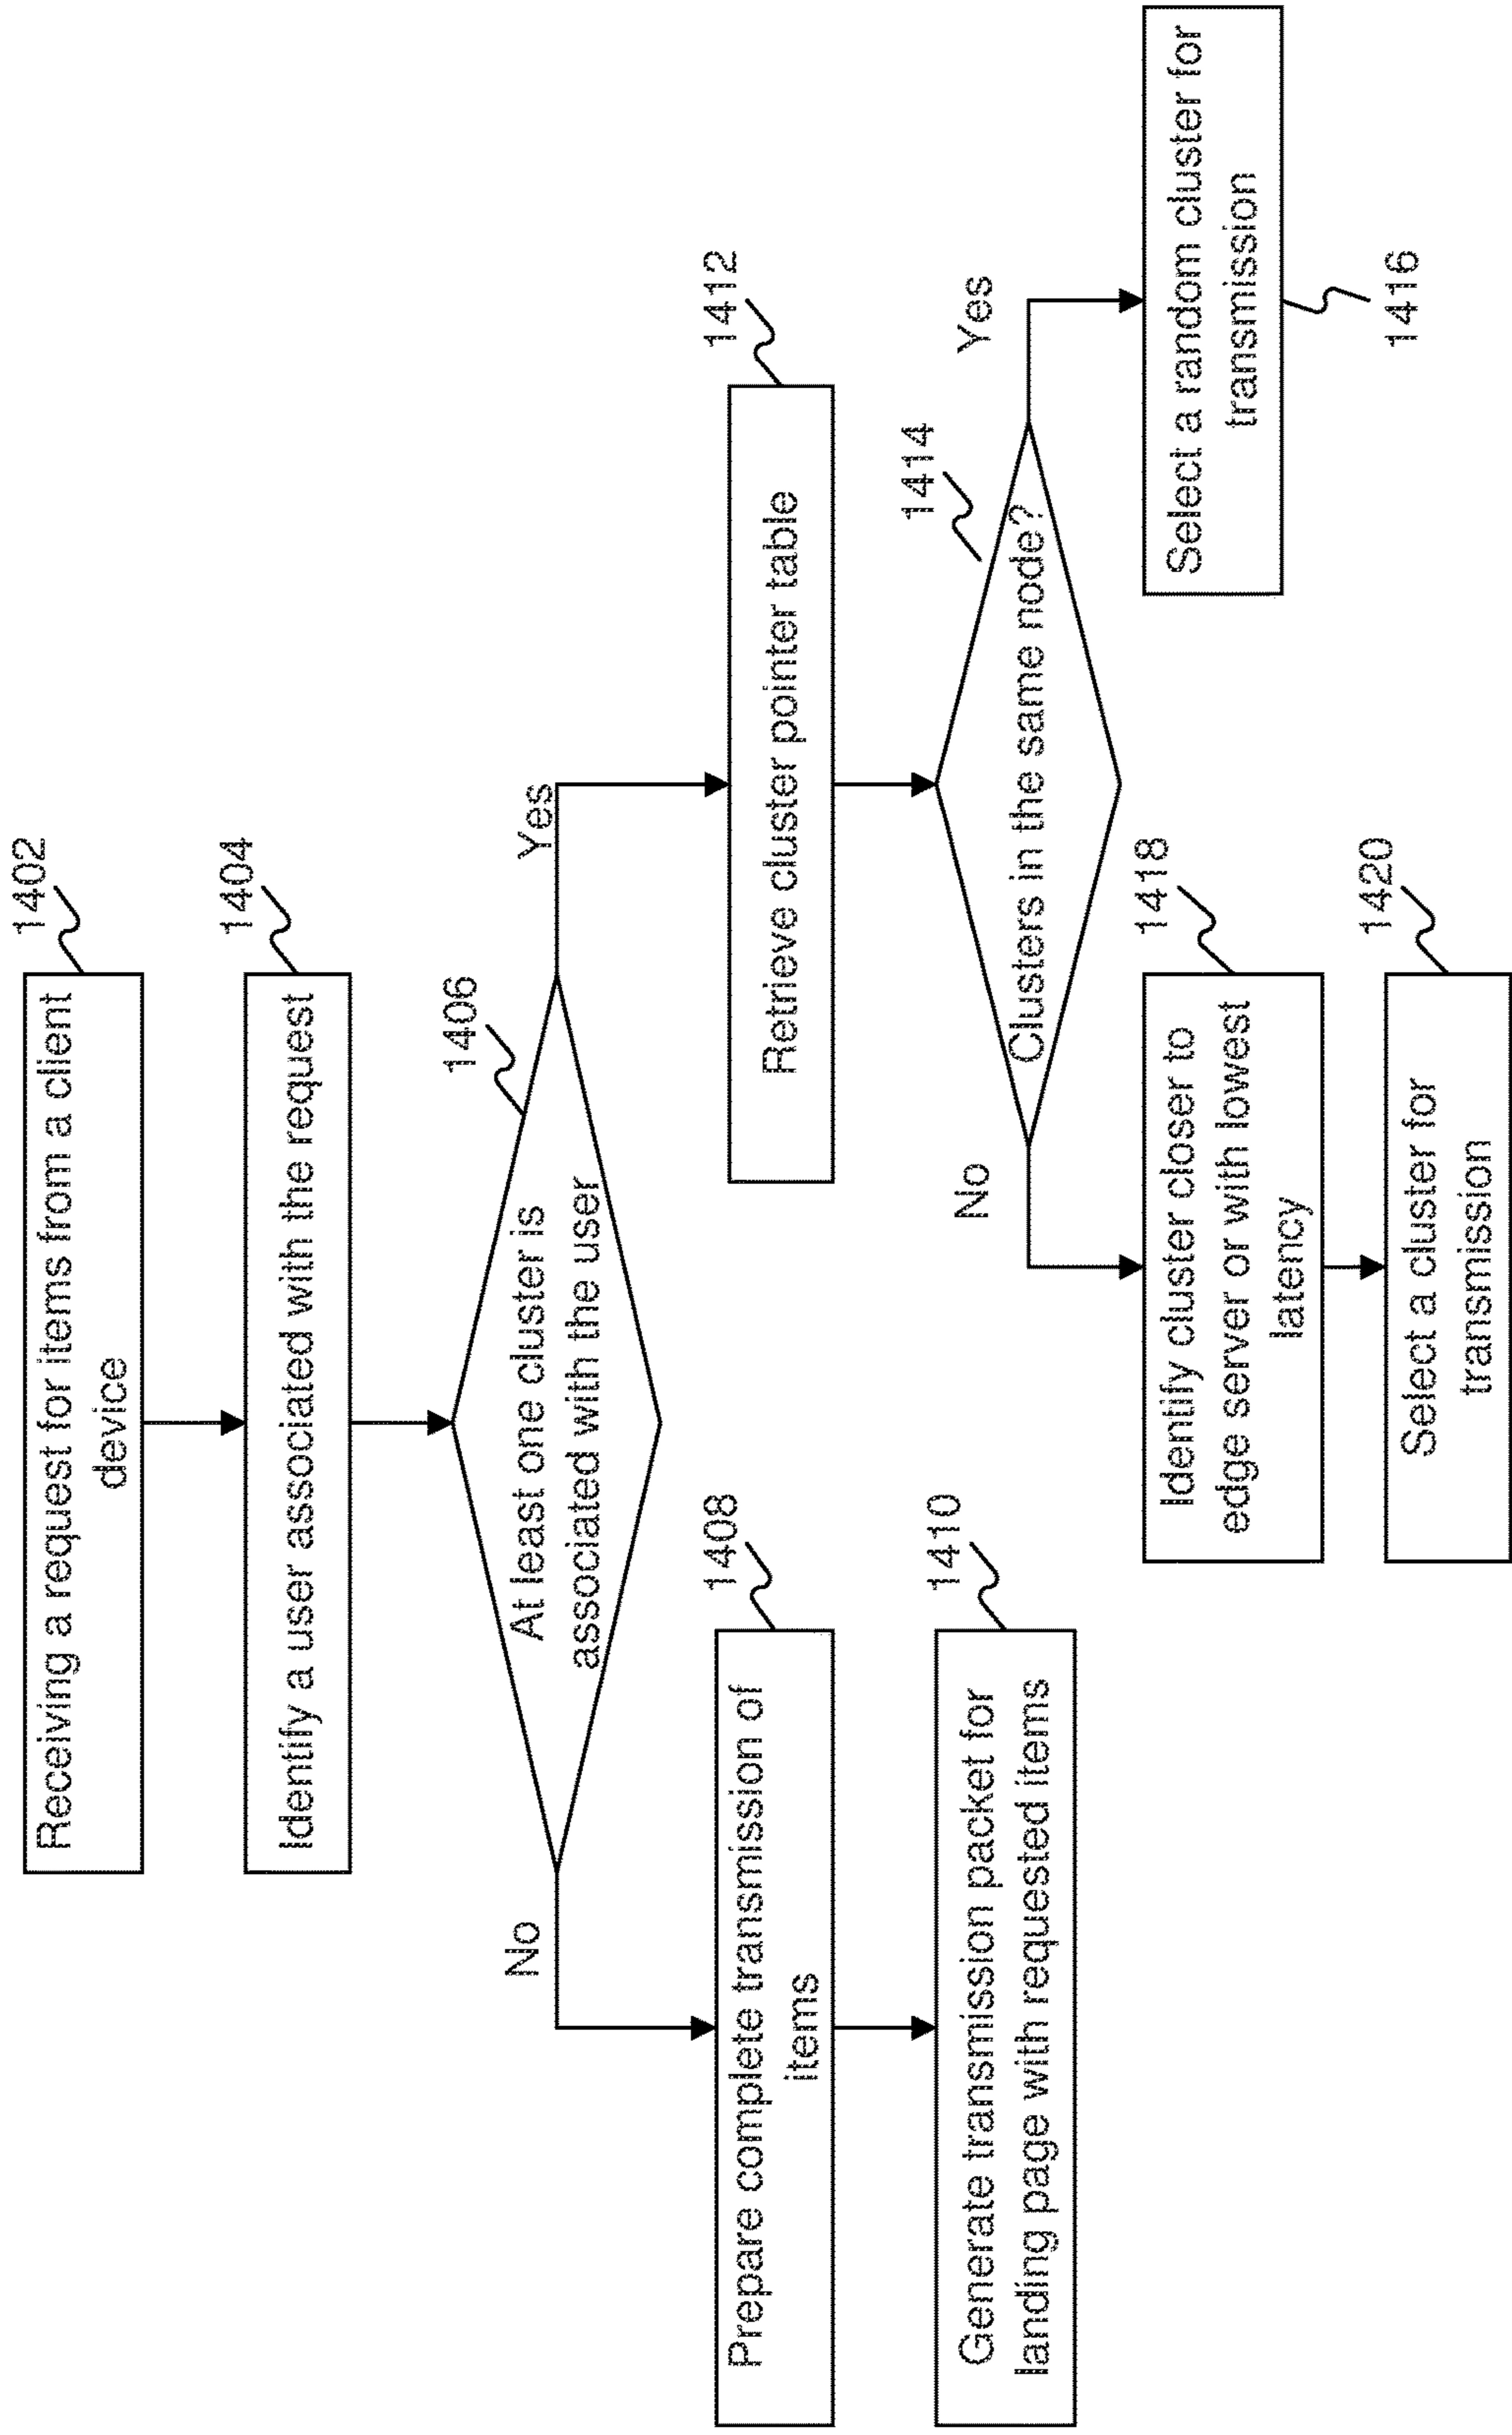 1402
Receiving a request for items from a client
device
1404
Identify a user associated with the request
1406
At least one cluster is
associated with the user
No
Yes
1408
Prepare complete transmission of
items
1410
Generate transmission packet for
landing page with requested items
1412
Retrieve cluster pointer table
1414
Clusters in the same node?
No
Yes
1418
Identify cluster closer to
edge server or with lowest
latency
1420
Select a cluster for
transmission
Select a random cluster for
transmission
1416